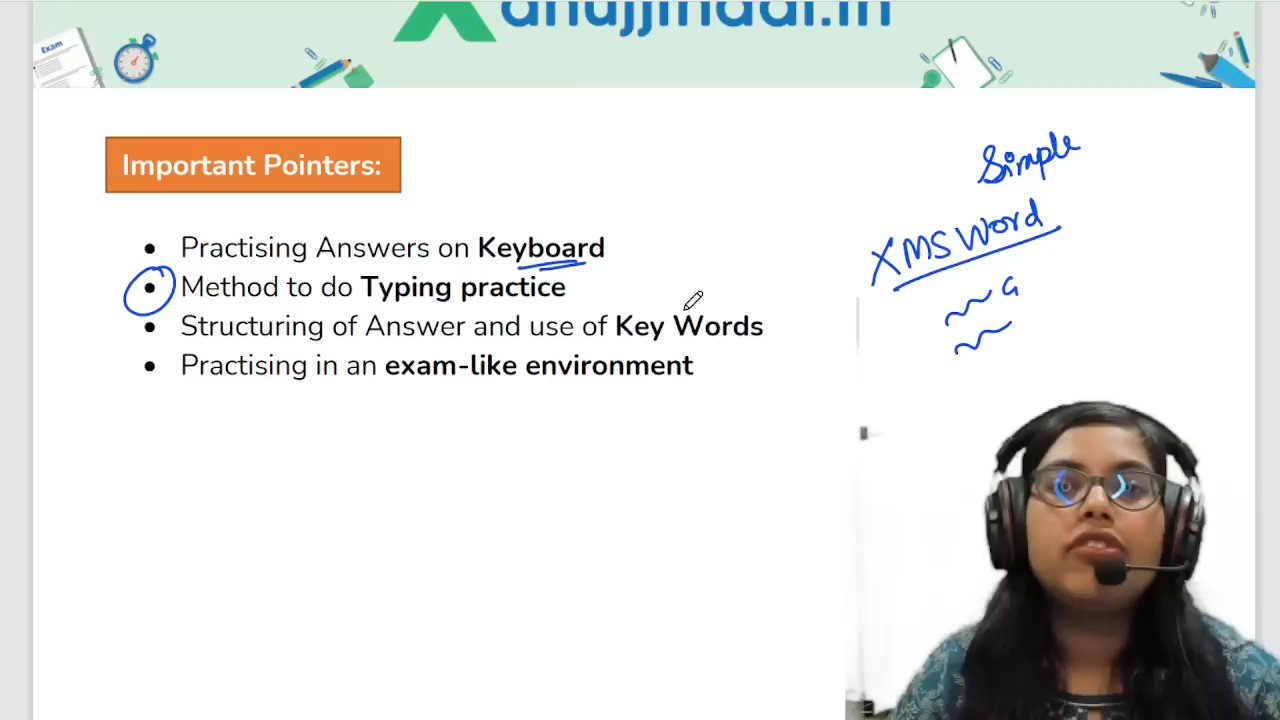 anujjindal.in
Exam
Important Pointers:
Simple
• Practising Answers on Keyboard
X MS Word
• Method to do Typing practice
G
• Structuring of Answer and use of Key Words
• Practising in an exam-like environment